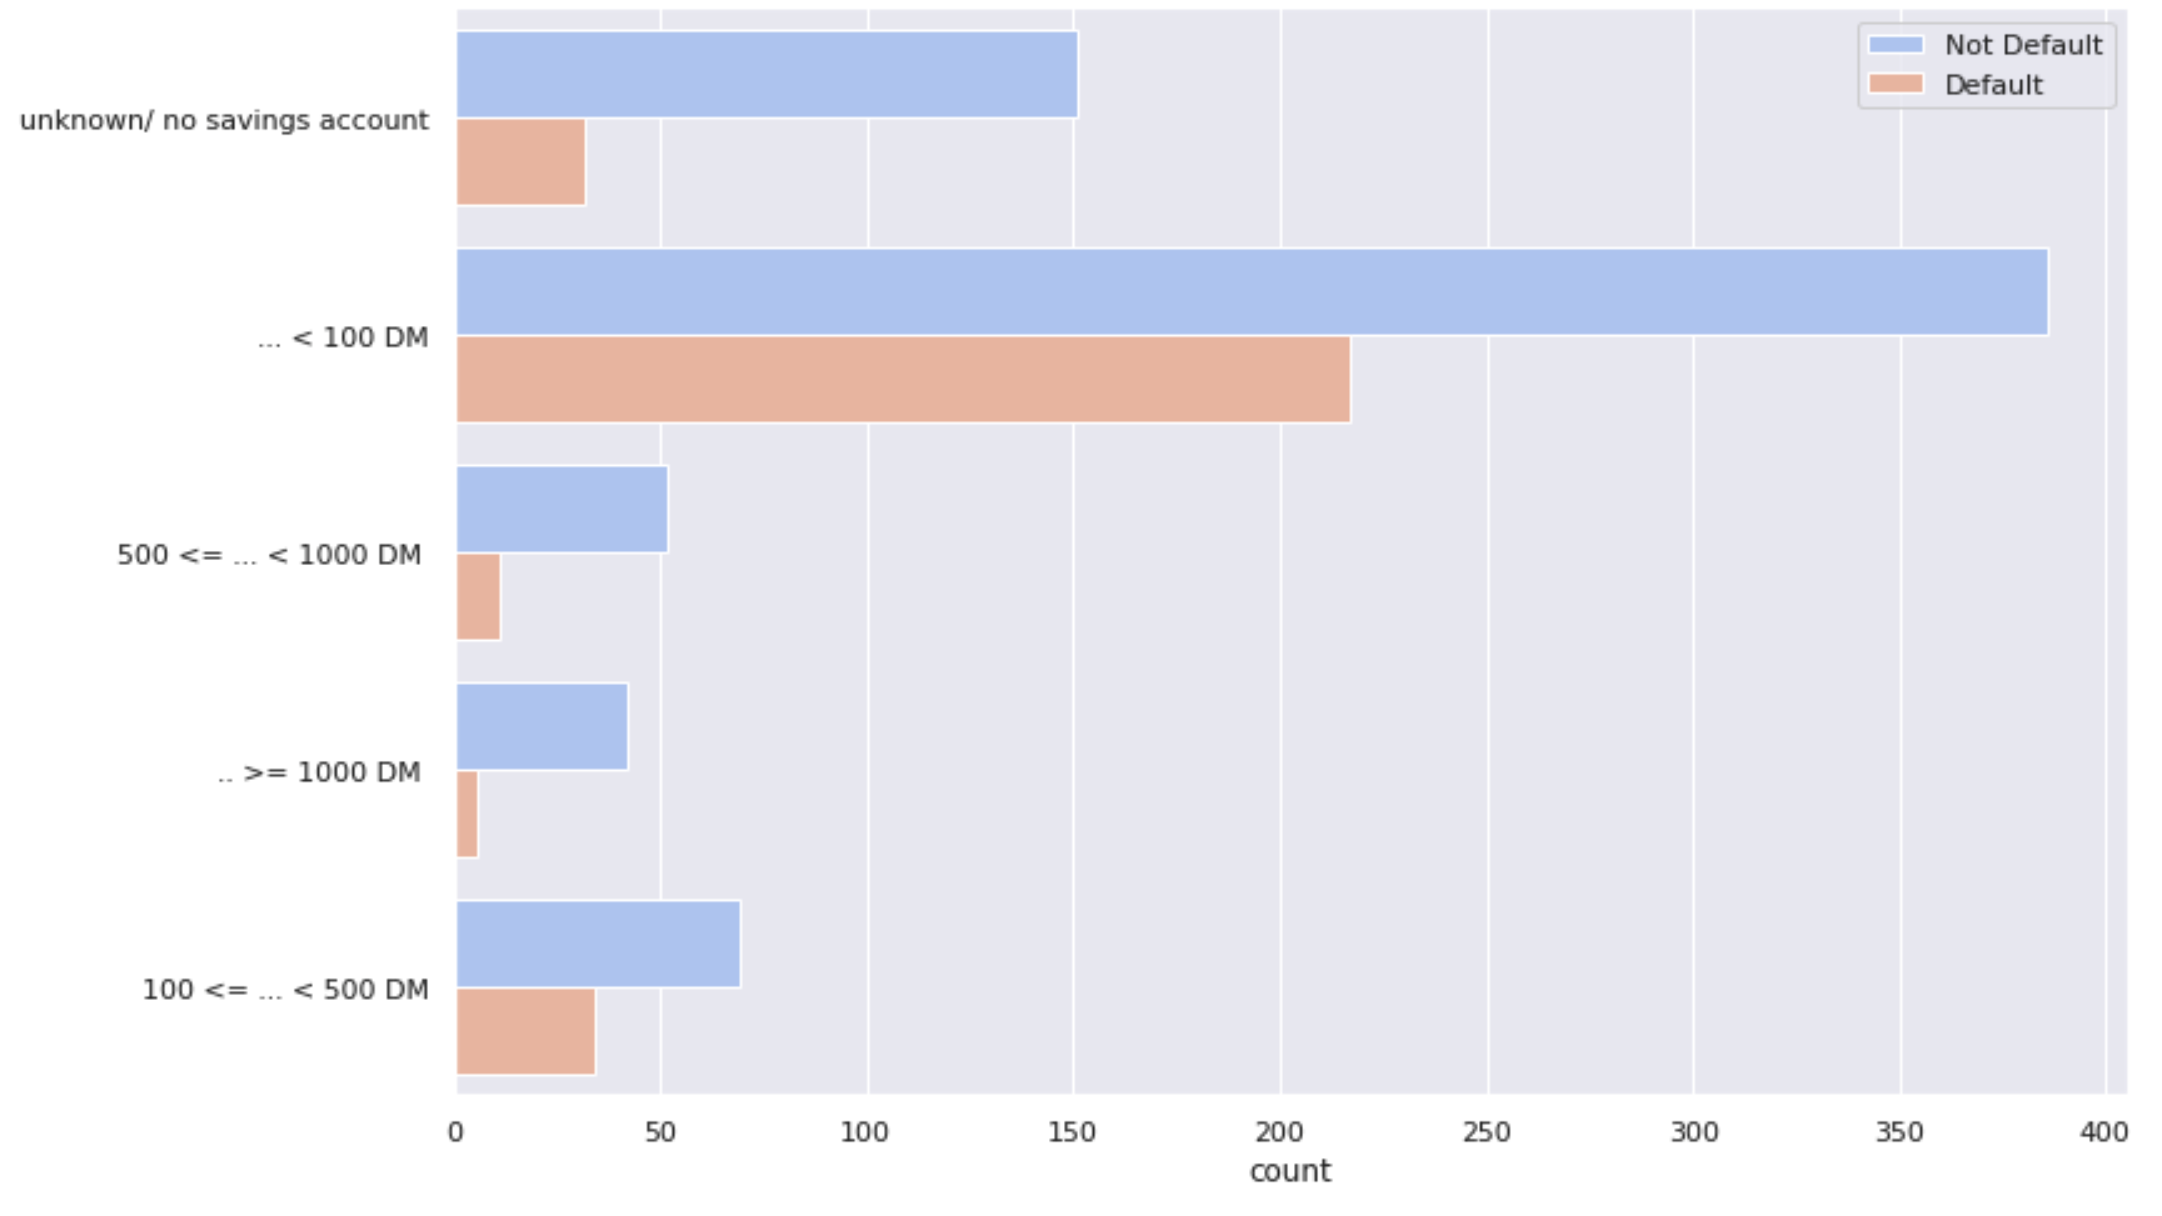 Not Default
Default
unknown/ no savings account
... < 100 DM
500 <= ... < 1000 DM
.. >= 1000 DM
100 <= ... < 500 DM
0 50 100 150 200 250 300 350 400
count